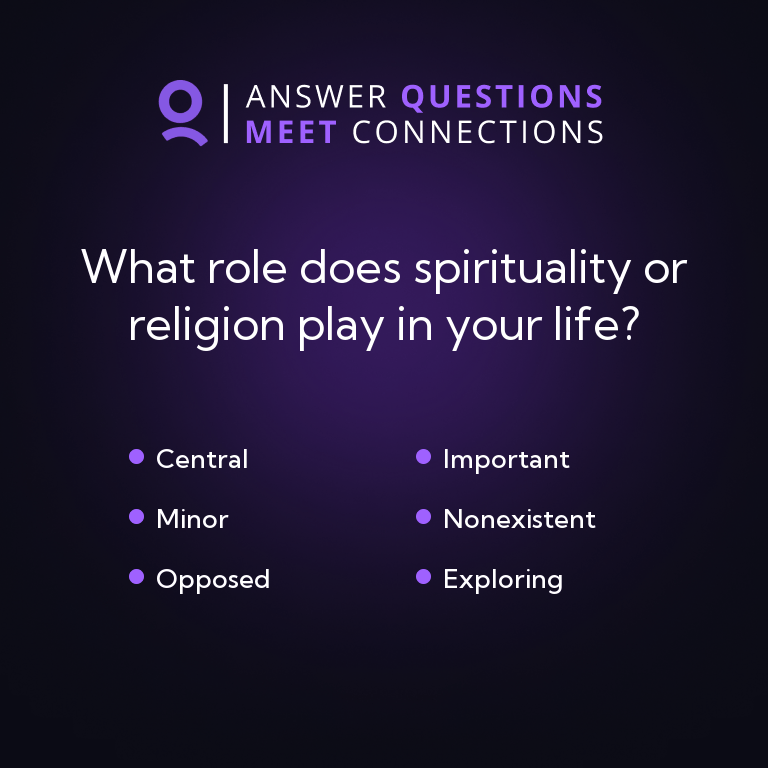 ANSWER QUESTIONS
MEET CONNECTIONS
What role does spirituality or
religion play in your life?
Central
Important
Minor
Nonexistent
Opposed
Exploring